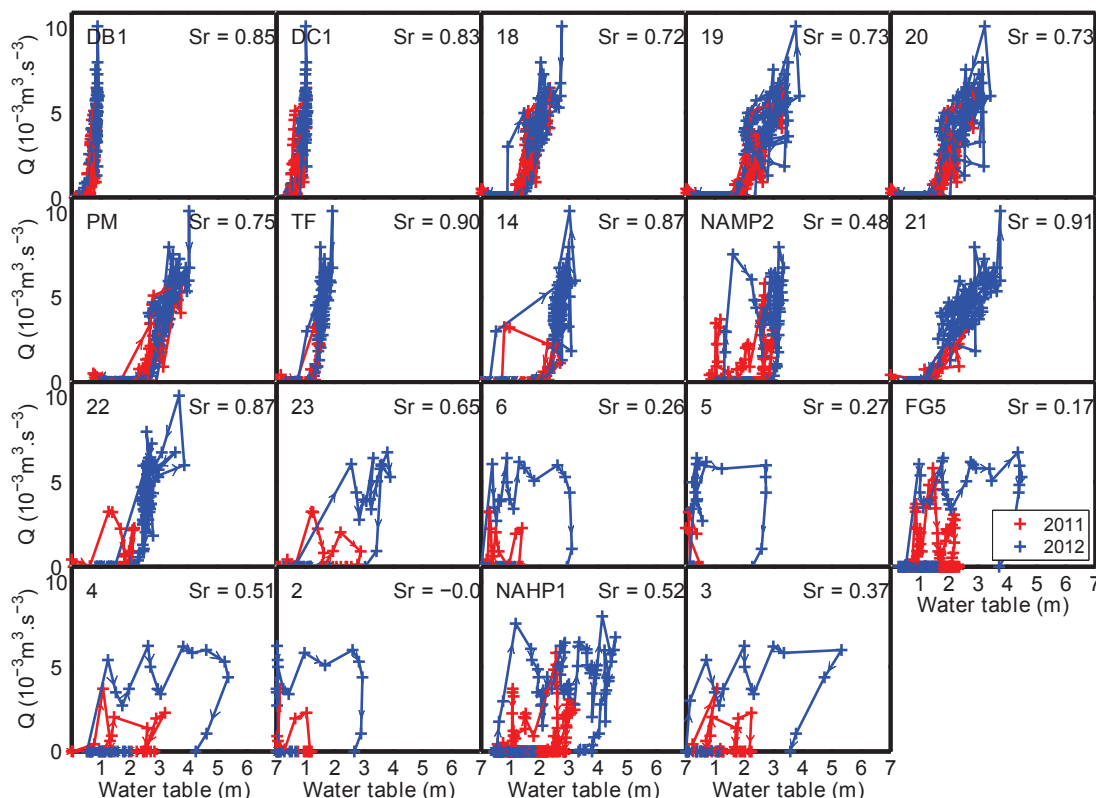 10
5
0
Q (10⁻³m³.s⁻³)
DB1 Sr = 0.85
DC1 Sr = 0.83
18 Sr = 0.72
19 Sr = 0.73
20 Sr = 0.73
10
5
0
Q (10⁻³m³.s⁻³)
PM Sr = 0.75
TF Sr = 0.90
14 Sr = 0.87
NAMP2 Sr = 0.48
21 Sr = 0.91
10
5
0
Q (10⁻³m³.s⁻³)
22 Sr = 0.87
23 Sr = 0.65
6 Sr = 0.26
5 Sr = 0.27
FG5 Sr = 0.17
2011
2012
1 2 3 4 5 6 7
Water table (m)
10
5
0
Q (10⁻³m³.s⁻³)
4 Sr = 0.51
2 Sr = −0.0
NAHP1 Sr = 0.52
3 Sr = 0.37
1 2 3 4 5 6 7 1 2 3 4 5 6 7 1 2 3 4 5 6 7 1 2 3 4 5 6 7
Water table (m) Water table (m) Water table (m) Water table (m)